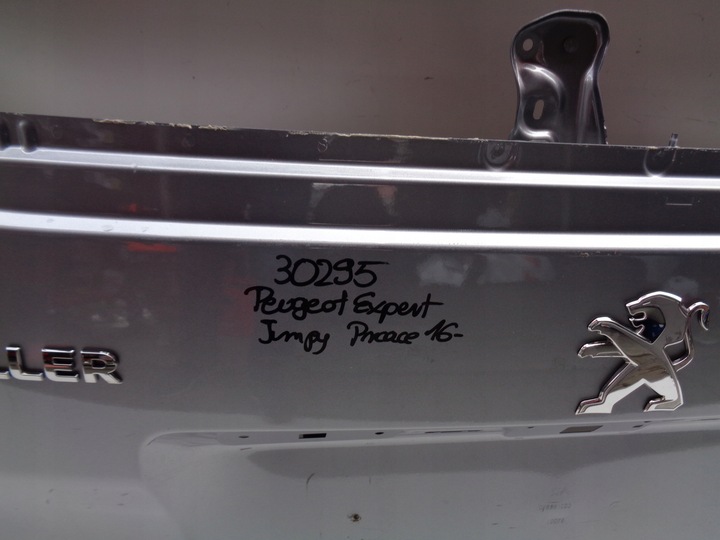 30295
Peugeot Expert
Jumpy Proace 16-
LLER